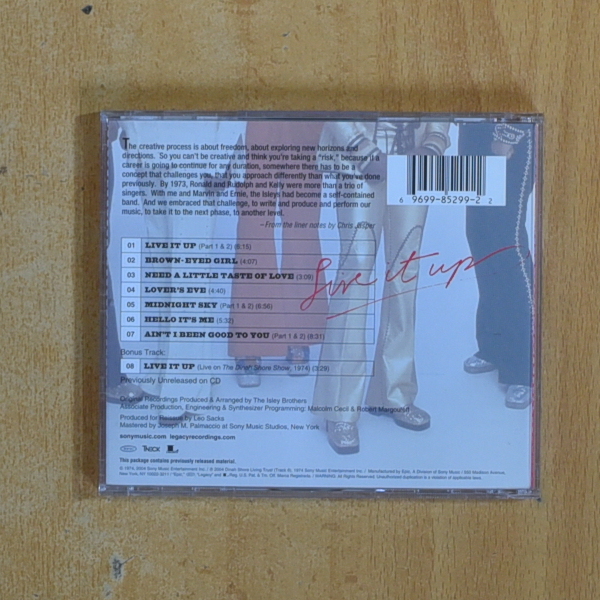 The creative process is about freedom, about exploring new horizons and
directions. So you can't be creative and think you're taking a "risk," because if a
career is going to continue for any duration, somewhere there has to be a
concept that challenges you, that you approach differently than what you've done
previously. By 1973, Ronald and Rudolph and Kelly were more than a trio of
singers. With me and Marvin and Ernie, the Isleys had become a self-contained
band. And we embraced that challenge, to write and produce and perform our
music, to take it to the next phase, to another level.
– From the liner notes by Chris Jasper
6 9699-85299-2 2
01 LIVE IT UP (Part 1 & 2) (6:15)
02 BROWN-EYED GIRL (4:07)
03 NEED A LITTLE TASTE OF LOVE (3:09)
04 LOVER'S EVE (4:40)
05 MIDNIGHT SKY (Part 1 & 2) (6:56)
06 HELLO IT'S ME (5:32)
07 AIN'T I BEEN GOOD TO YOU (Part 1 & 2) (8:31)
Live it up
Bonus Track:
08 LIVE IT UP (Live on The Dinah Shore Show, 1974) (3:29)
Previously Unreleased on CD
Original Recordings Produced & Arranged by The Isley Brothers
Associate Production, Engineering & Synthesizer Programming: Malcolm Cecil & Robert Margouleff
Produced for Reissue by Leo Sacks
Mastered by Joseph M. Palmaccio at Sony Music Studios, New York
sonymusic.com legacyrecordings.com
epic
This package contains previously released material.